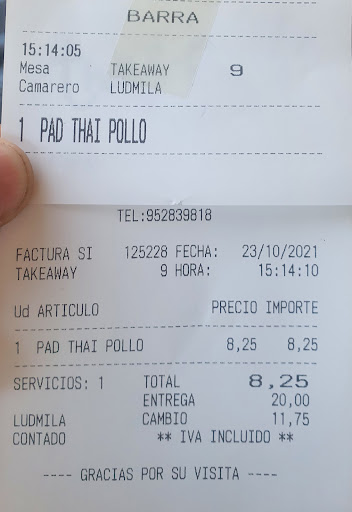 BARRA
15:14:05
Mesa TAKEAWAY 9
Camarero LUDMILA
1 PAD THAI POLLO
TEL:952839818
FACTURA SI 125228 FECHA: 23/10/2021
TAKEAWAY 9 HORA: 15:14:10
Ud ARTICULO PRECIO IMPORTE
1 PAD THAI POLLO 8,25 8,25
SERVICIOS: 1 TOTAL 8,25
ENTREGA 20,00
LUDMILA CAMBIO 11,75
CONTADO ** IVA INCLUIDO **
---- GRACIAS POR SU VISITA ----